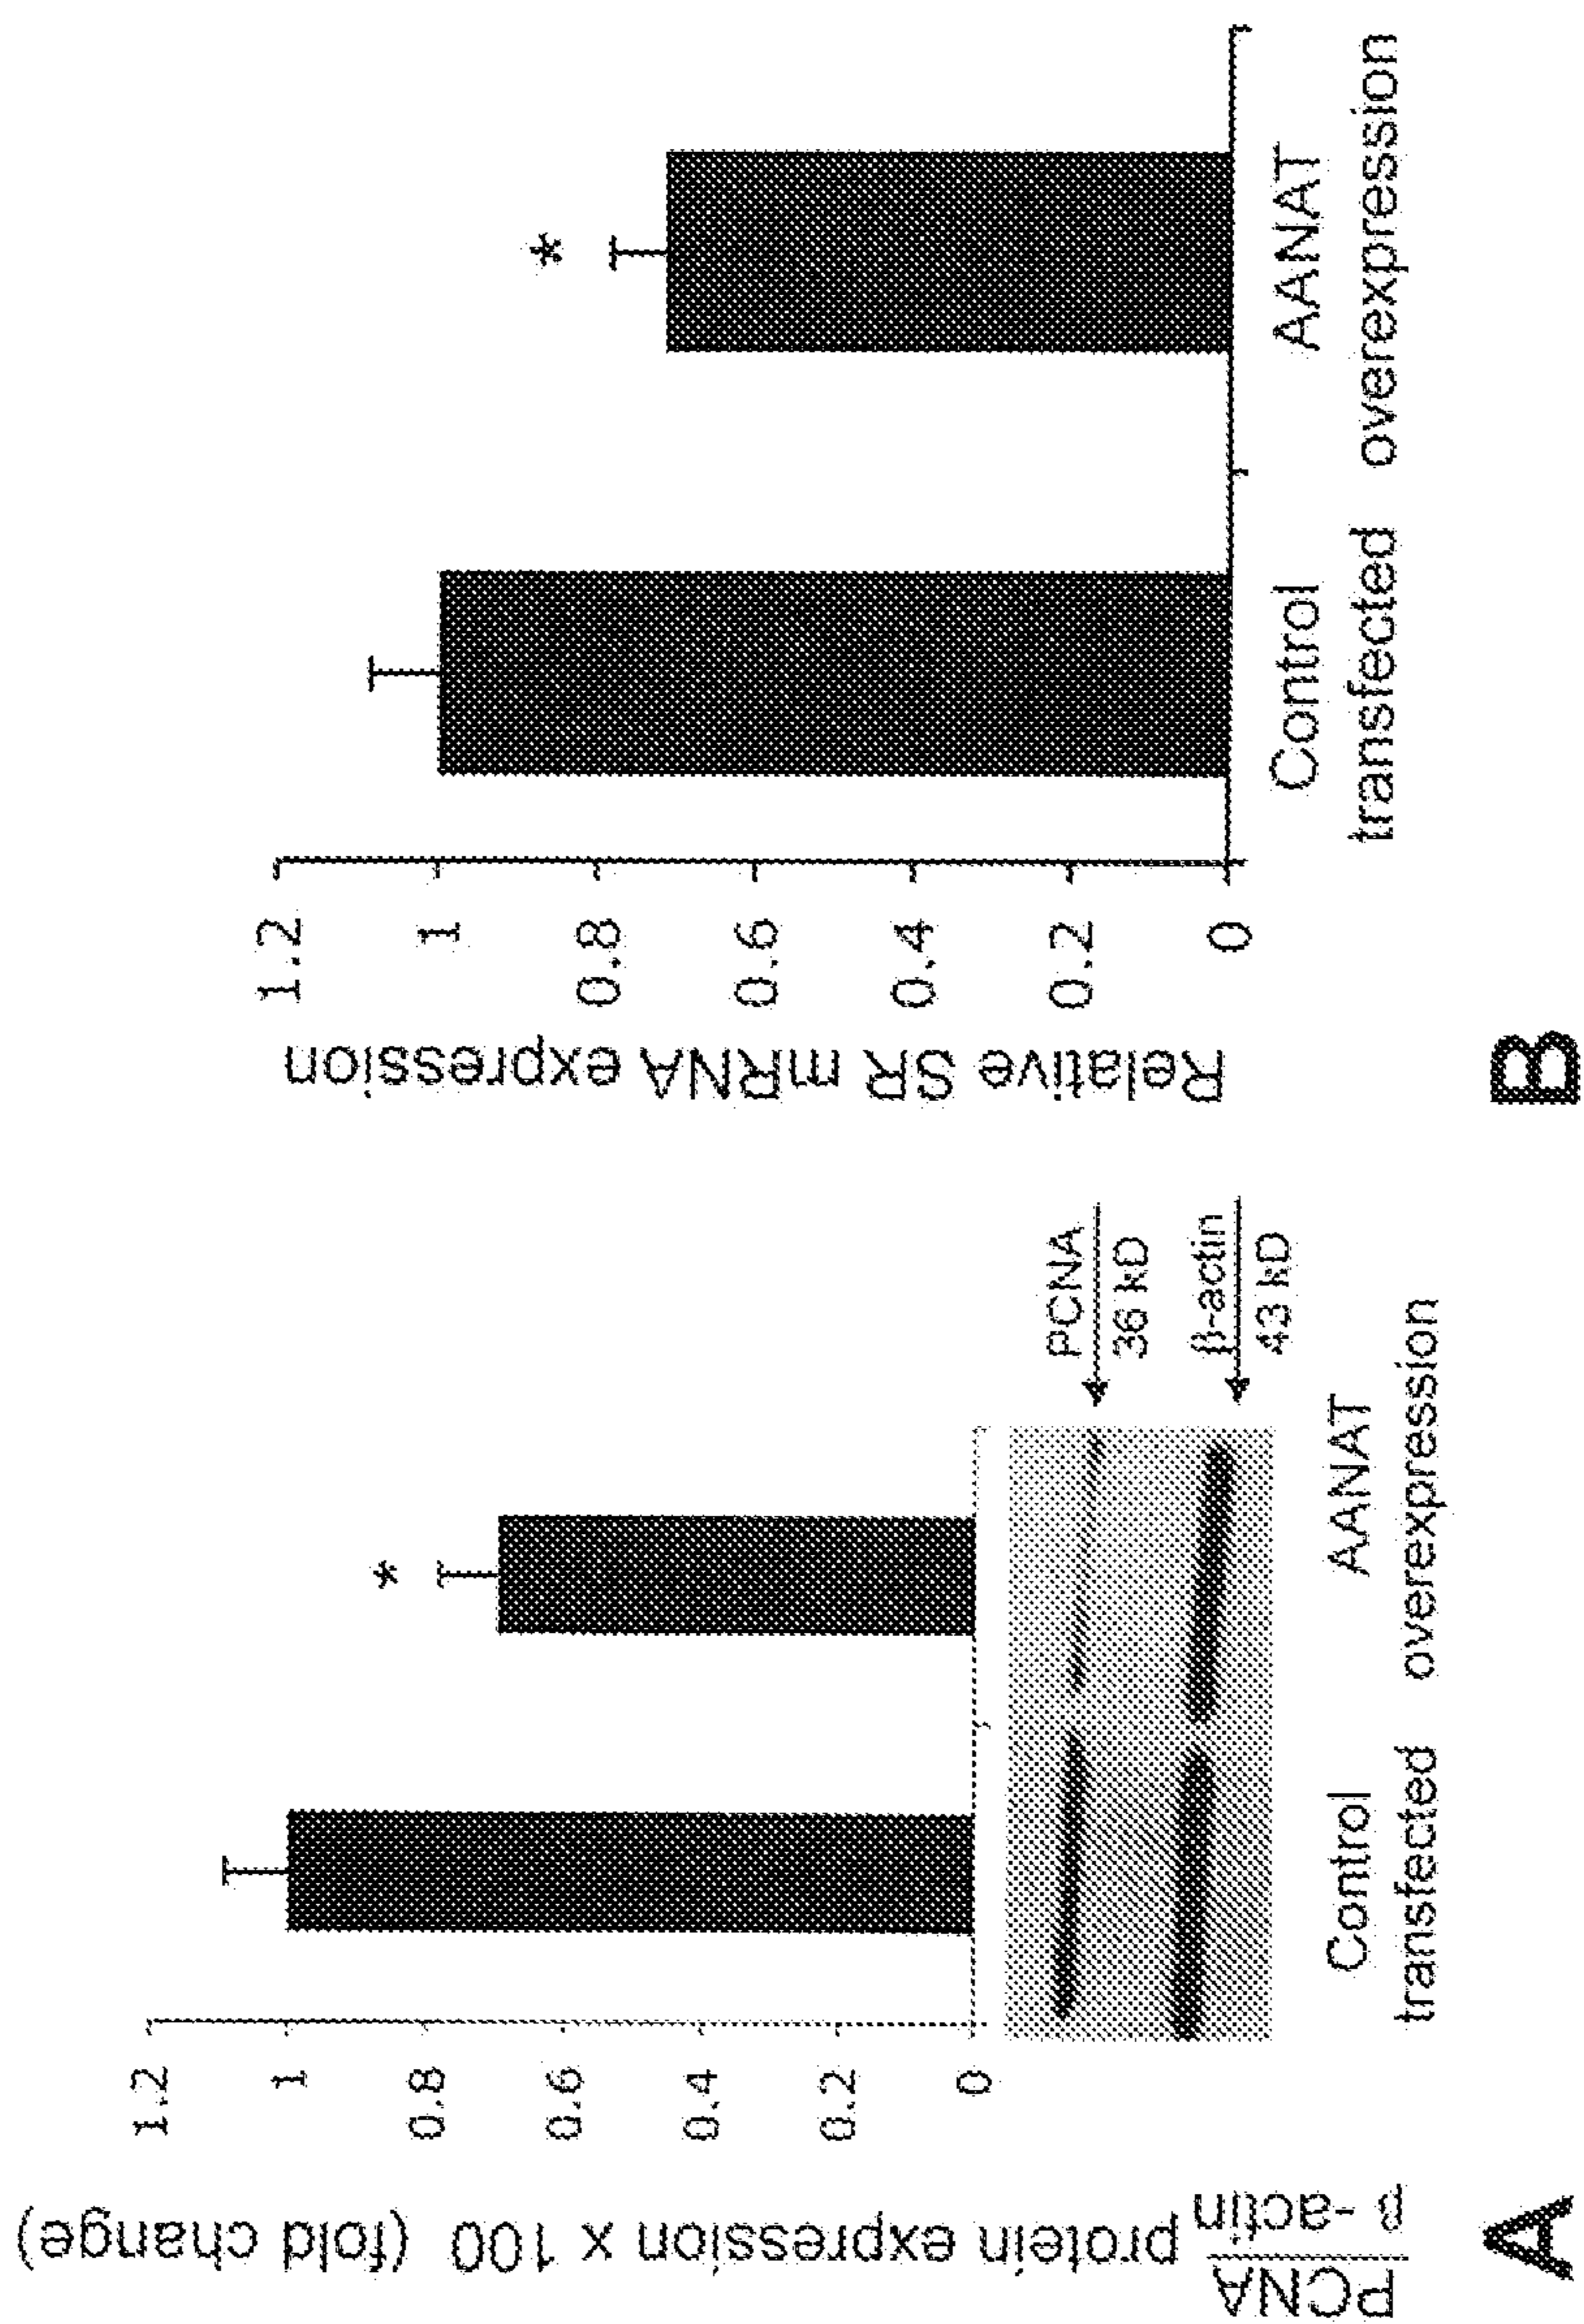 PCNA
β-actin
protein expression x 100 (fold change)
1.2
1
0.8
0.6
0.4
0.2
0
*
PCNA
36 kD
β-actin
43 kD
Control
transfected
AANAT
overexpression
A
Relative SR mRNA expression
1.2
1
0.8
0.6
0.4
0.2
0
*
Control
transfected
AANAT
overexpression
B